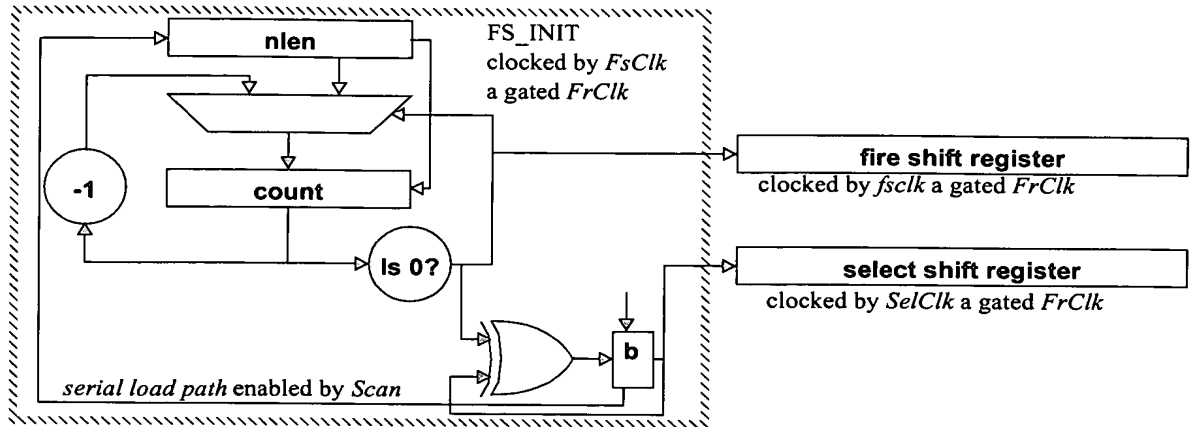 nlen
FS_INIT
clocked by FsClk
a gated FrClk
-1
count
Is 0?
fire shift register
clocked by fsclk a gated FrClk
select shift register
clocked by SelClk a gated FrClk
b
serial load path enabled by Scan